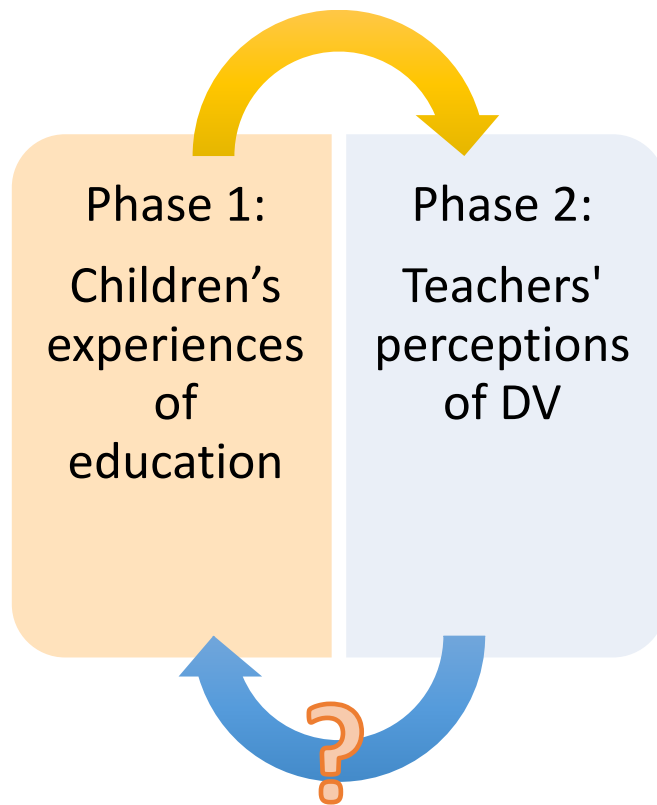 Phase 1:
Children’s
experiences
of
education
Phase 2:
Teachers'
perceptions
of DV
?